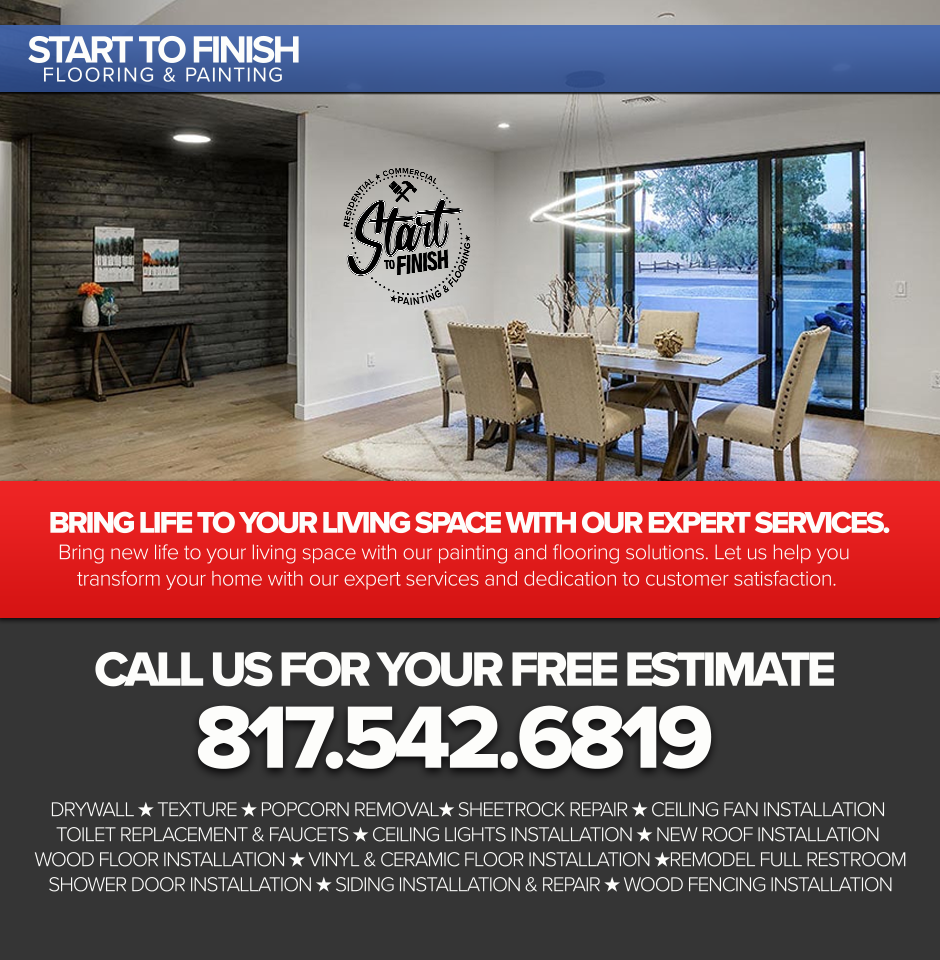 START TO FINISH
FLOORING & PAINTING
RESIDENTIAL ★ COMMERCIAL
Start
TO FINISH
★PAINTING & FLOORING★
BRING LIFE TO YOUR LIVING SPACE WITH OUR EXPERT SERVICES.
Bring new life to your living space with our painting and flooring solutions. Let us help you
transform your home with our expert services and dedication to customer satisfaction.
CALL US FOR YOUR FREE ESTIMATE
817.542.6819
DRYWALL ★ TEXTURE ★ POPCORN REMOVAL★ SHEETROCK REPAIR ★ CEILING FAN INSTALLATION
TOILET REPLACEMENT & FAUCETS ★ CEILING LIGHTS INSTALLATION ★ NEW ROOF INSTALLATION
WOOD FLOOR INSTALLATION ★ VINYL & CERAMIC FLOOR INSTALLATION ★REMODEL FULL RESTROOM
SHOWER DOOR INSTALLATION ★ SIDING INSTALLATION & REPAIR ★ WOOD FENCING INSTALLATION